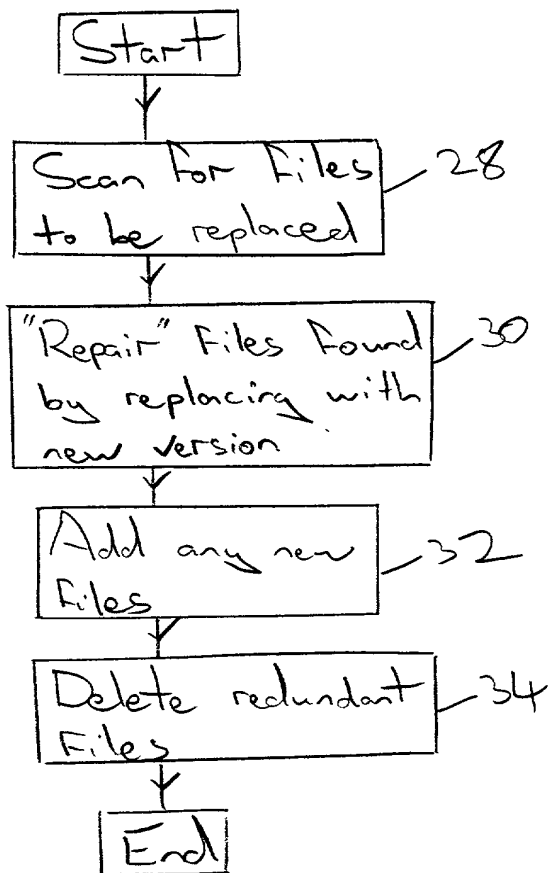 Start
Scan for files 28
to be replaced
"Repair" files found 30
by replacing with
new version
Add any new 32
files
Delete redundant 34
files
End